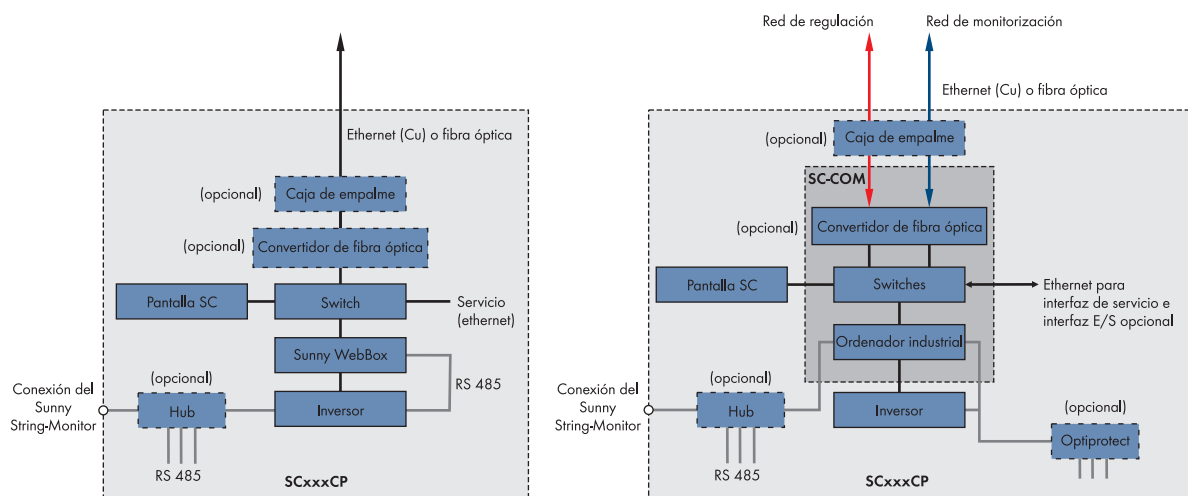 Ethernet (Cu) o fibra óptica
(opcional)
Caja de empalme
(opcional)
Convertidor de fibra óptica
Pantalla SC
Switch
Servicio
(ethernet)
Sunny WebBox
RS 485
Conexión del
Sunny
String-Monitor
(opcional)
Hub
Inversor
RS 485
SCxxxCP
Red de regulación
Red de monitorización
Ethernet (Cu) o fibra óptica
(opcional)
Caja de empalme
SC-COM
(opcional)
Convertidor de fibra óptica
Pantalla SC
Switches
Ethernet para
interfaz de servicio e
interfaz E/S opcional
Ordenador industrial
Conexión del
Sunny
String-Monitor
(opcional)
Hub
Inversor
(opcional)
Optiprotect
RS 485
SCxxxCP